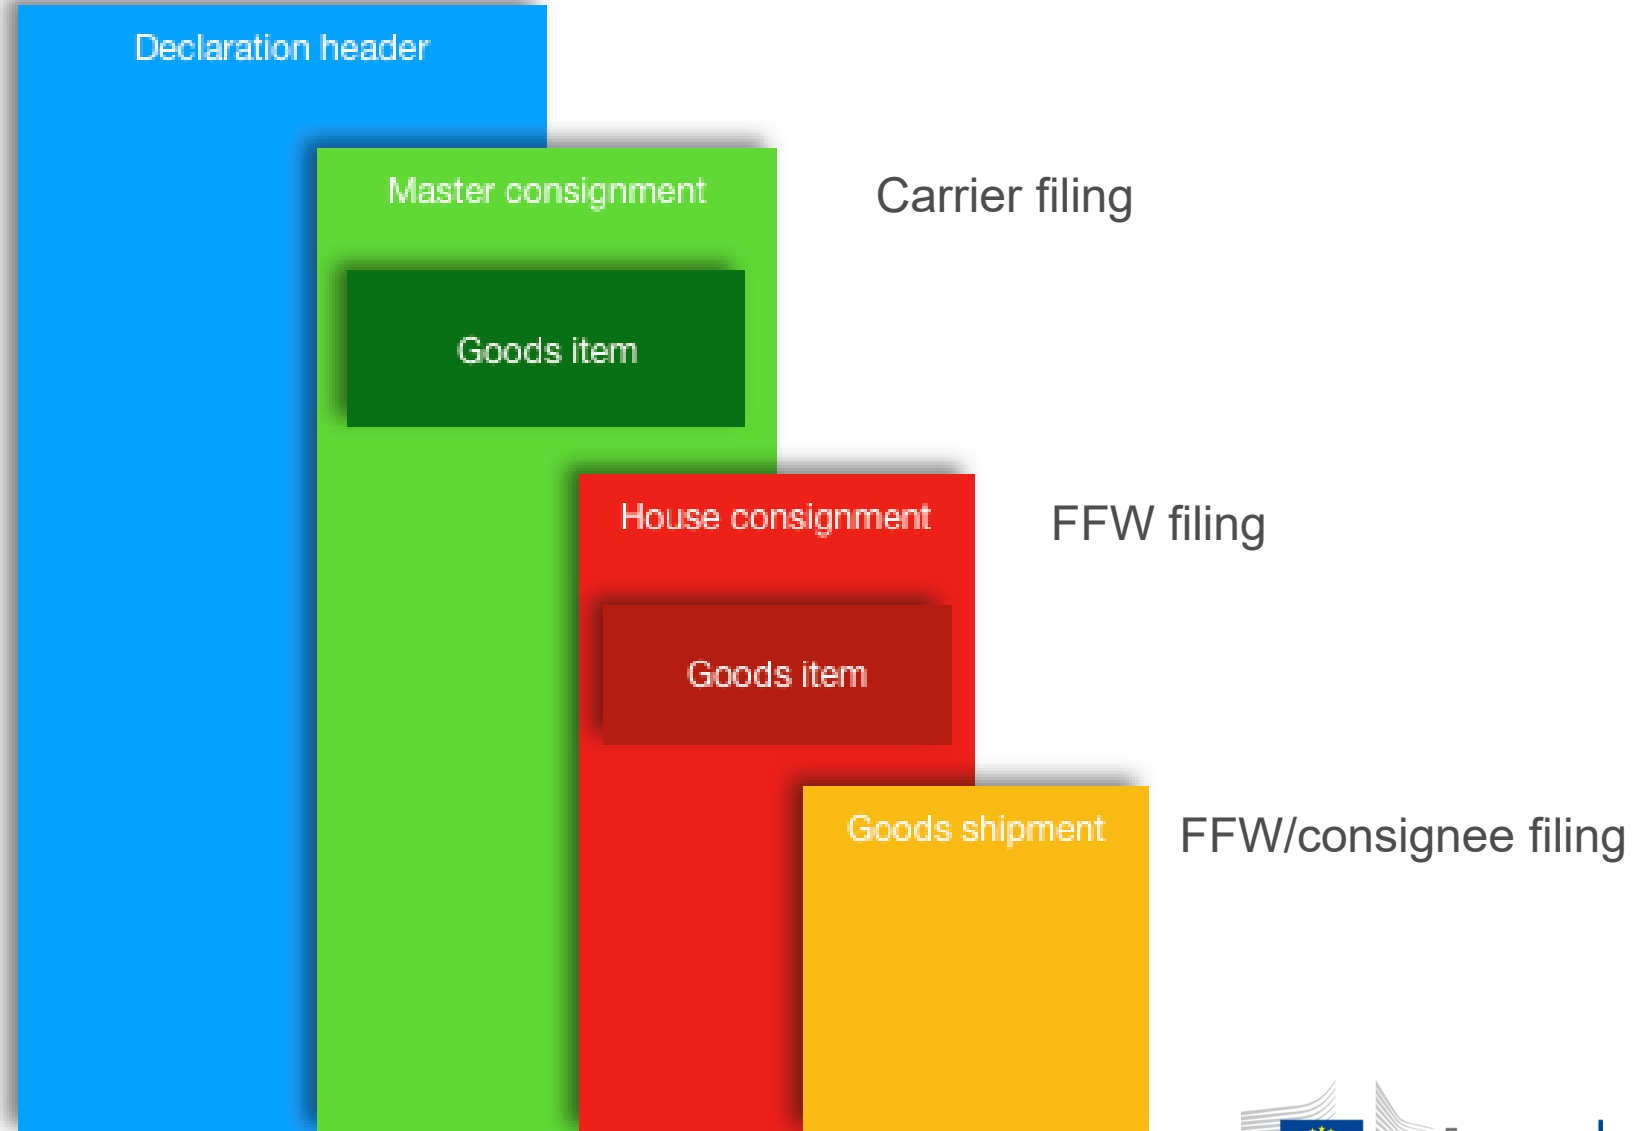 Declaration header
Master consignment
Carrier filing
Goods item
House consignment
FFW filing
Goods item
Goods shipment
FFW/consignee filing